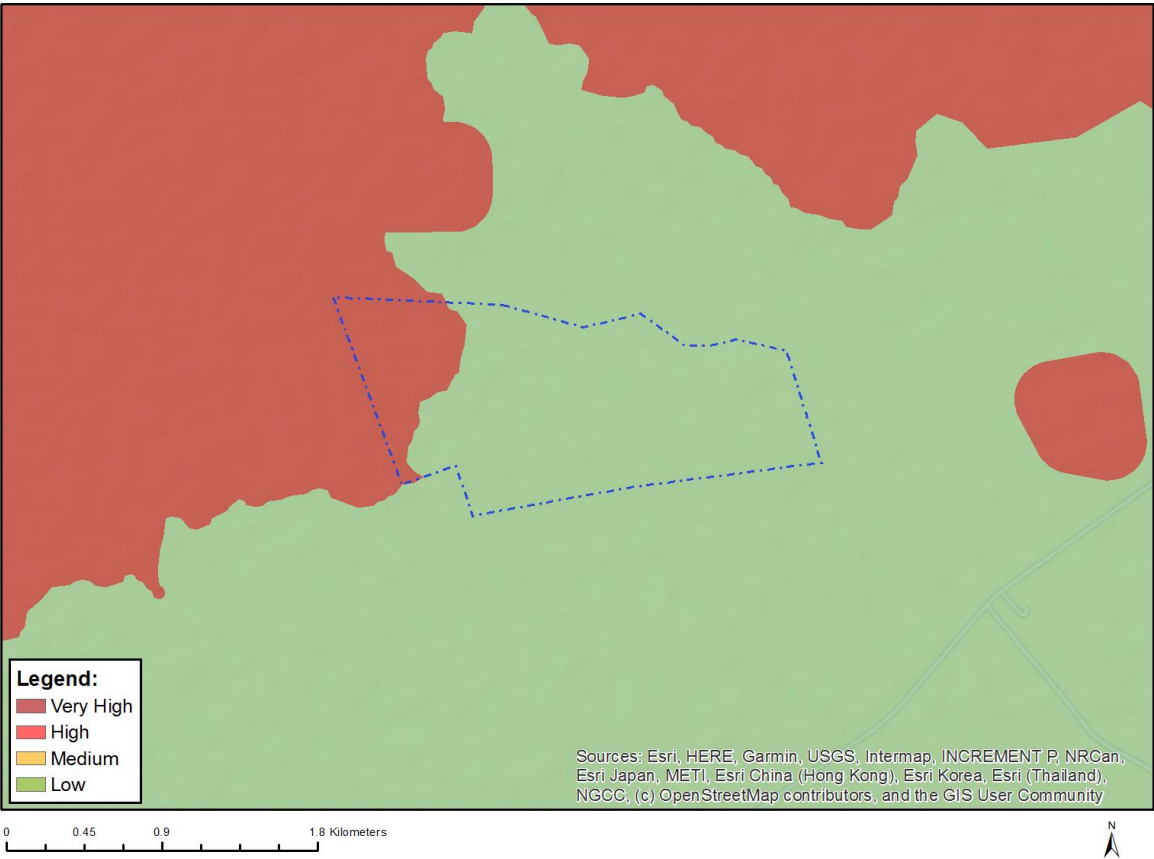 Legend:
Very High
High
Medium
Low
Sources: Esri, HERE, Garmin, USGS, Intermap, INCREMENT P, NRCan,
Esri Japan, METI, Esri China (Hong Kong), Esri Korea, Esri (Thailand),
NGCC, (c) OpenStreetMap contributors, and the GIS User Community
0 0.45 0.9 1.8 Kilometers
N